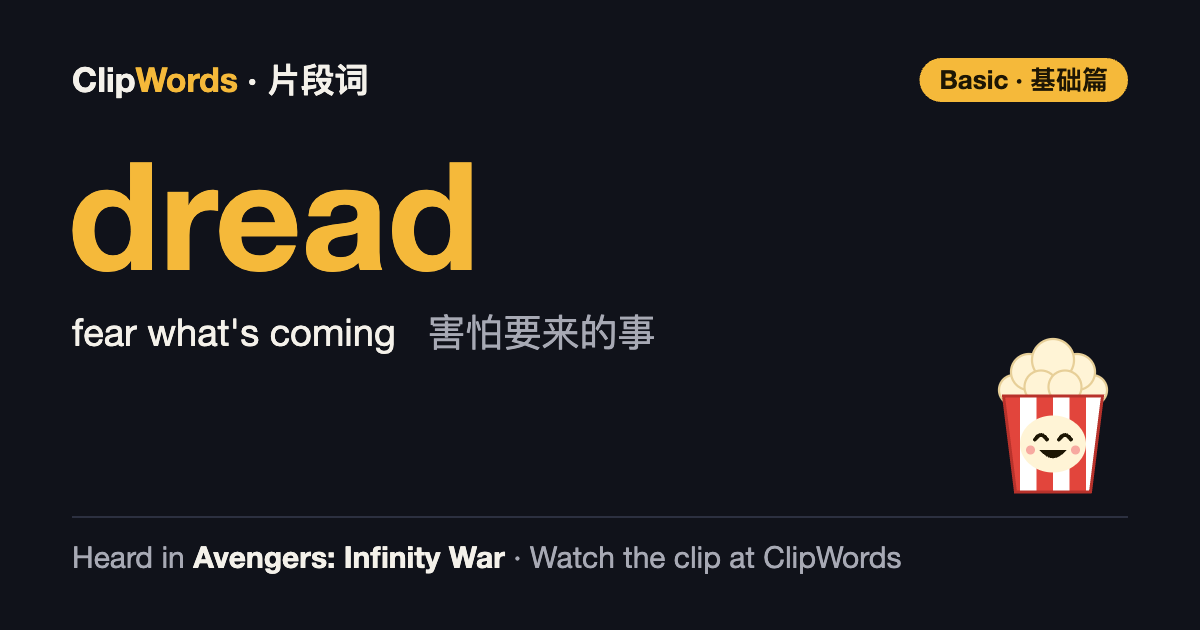 ClipWords · 片段词
Basic · 基础篇
dread
fear what's coming 害怕要来的事
Heard in Avengers: Infinity War · Watch the clip at ClipWords